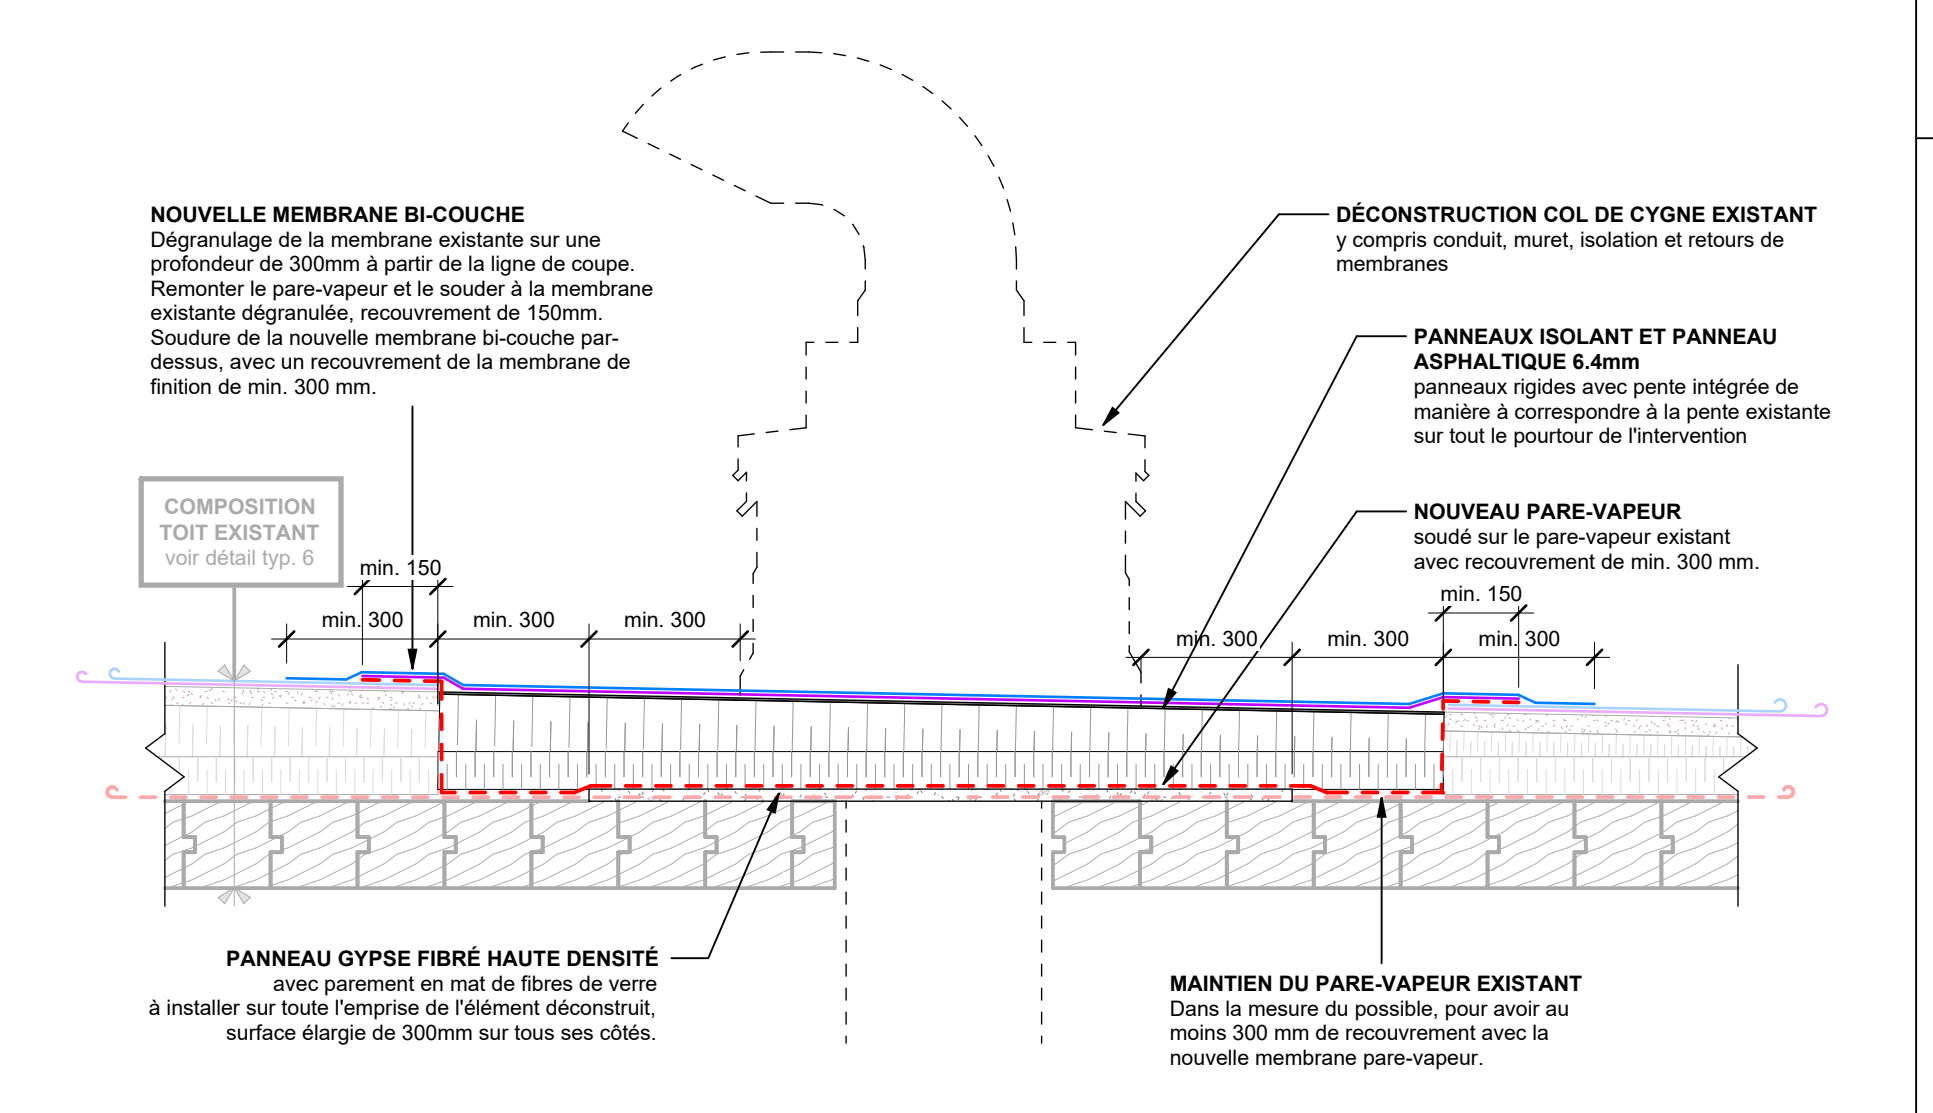 NOUVELLE MEMBRANE BI-COUCHE
Dégranulage de la membrane existante sur une
profondeur de 300mm à partir de la ligne de coupe.
Remonter le pare-vapeur et le souder à la membrane
existante dégranulée, recouvrement de 150mm.
Soudure de la nouvelle membrane bi-couche par-
dessus, avec un recouvrement de la membrane de
finition de min. 300 mm.
DÉCONSTRUCTION COL DE CYGNE EXISTANT
y compris conduit, muret, isolation et retours de
membranes
PANNEAUX ISOLANT ET PANNEAU
ASPHALTIQUE 6.4mm
panneaux rigides avec pente intégrée de
manière à correspondre à la pente existante
sur tout le pourtour de l'intervention
COMPOSITION
TOIT EXISTANT
voir détail typ. 6
NOUVEAU PARE-VAPEUR
soudé sur le pare-vapeur existant
avec recouvrement de min. 300 mm.
min. 150
min. 300
min. 300
min. 300
min. 150
min. 300
min. 300
min. 300
PANNEAU GYPSE FIBRÉ HAUTE DENSITÉ
avec parement en mat de fibres de verre
à installer sur toute l'emprise de l'élément déconstruit,
surface élargie de 300mm sur tous ses côtés.
MAINTIEN DU PARE-VAPEUR EXISTANT
Dans la mesure du possible, pour avoir au
moins 300 mm de recouvrement avec la
nouvelle membrane pare-vapeur.